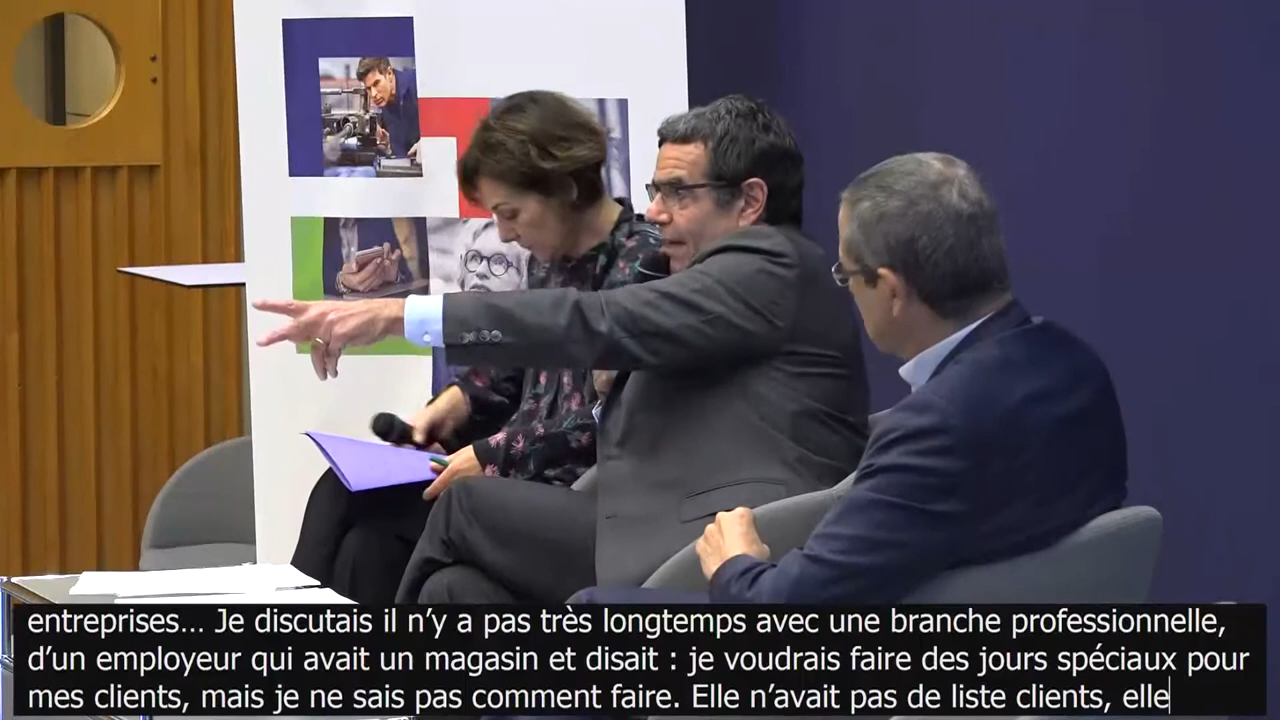 entreprises… Je discutais il n’y a pas très longtemps avec une branche professionnelle,
d’un employeur qui avait un magasin et disait : je voudrais faire des jours spéciaux pour
mes clients, mais je ne sais pas comment faire. Elle n’avait pas de liste clients, elle